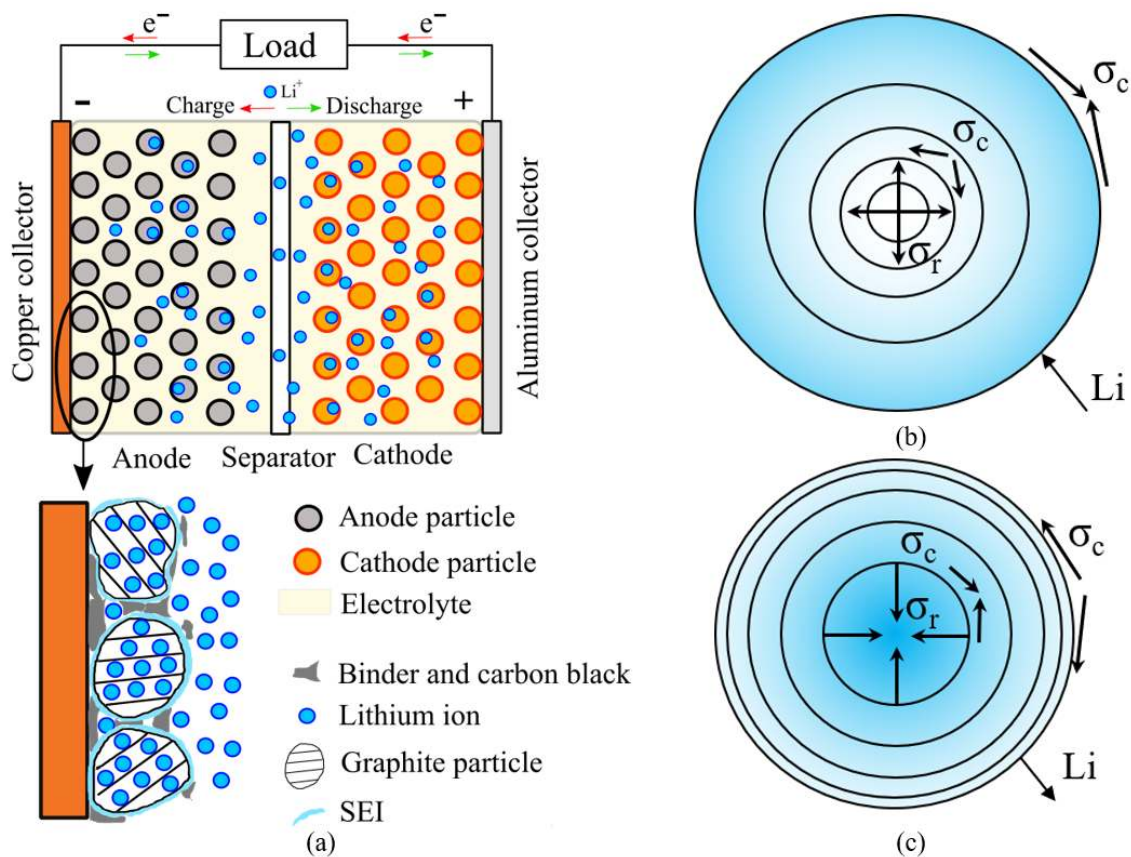 e⁻
Load
e⁻
Li⁺
-
Charge
Discharge
+
Copper collector
Aluminum collector
Anode
Separator
Cathode
Anode particle
Cathode particle
Electrolyte
Binder and carbon black
Lithium ion
Graphite particle
SEI
(a)
σc
σc
σr
Li
(b)
σc
σc
σr
Li
(c)